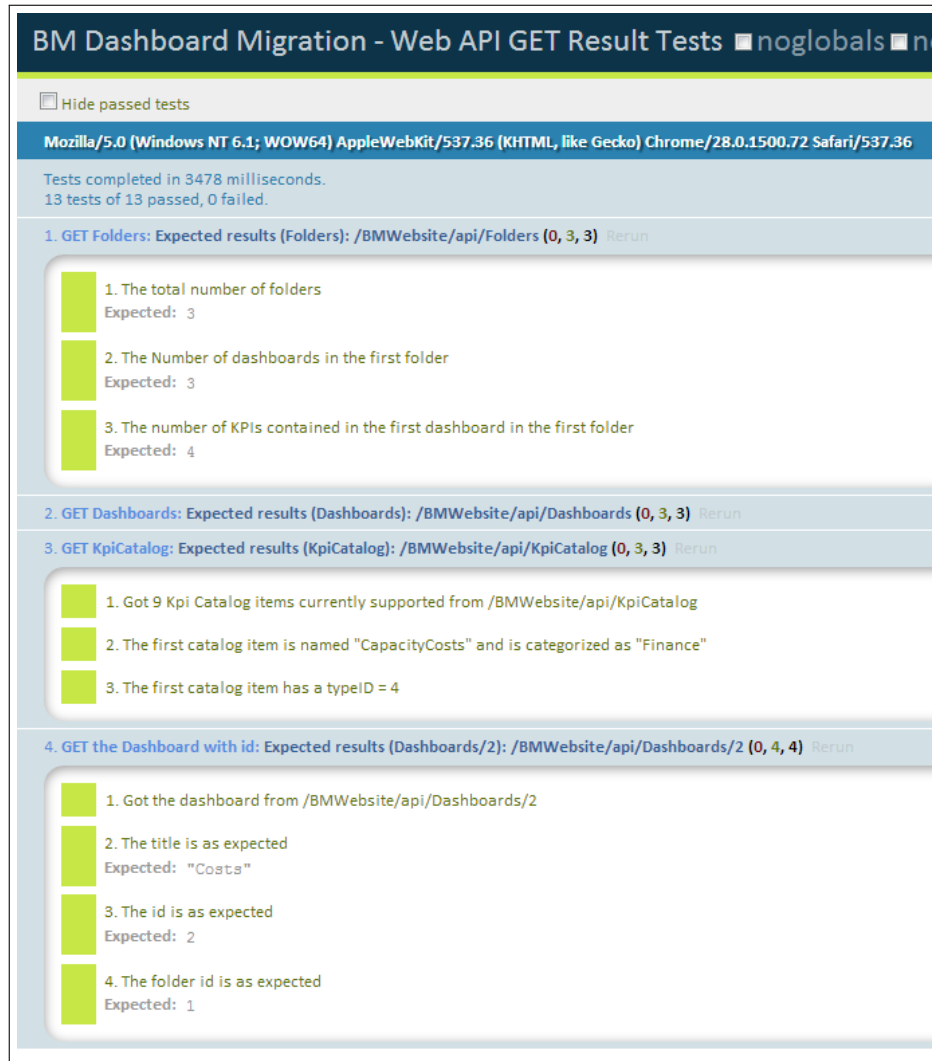 BM Dashboard Migration - Web API GET Result Tests noglobals
Hide passed tests
Mozilla/5.0 (Windows NT 6.1; WOW64) AppleWebKit/537.36 (KHTML, like Gecko) Chrome/28.0.1500.72 Safari/537.36
Tests completed in 3478 milliseconds.
13 tests of 13 passed, 0 failed.
1. GET Folders: Expected results (Folders): /BMWebsite/api/Folders (0, 3, 3) Rerun
1. The total number of folders
Expected: 3
2. The Number of dashboards in the first folder
Expected: 3
3. The number of KPIs contained in the first dashboard in the first folder
Expected: 4
2. GET Dashboards: Expected results (Dashboards): /BMWebsite/api/Dashboards (0, 3, 3) Rerun
3. GET KpiCatalog: Expected results (KpiCatalog): /BMWebsite/api/KpiCatalog (0, 3, 3) Rerun
1. Got 9 Kpi Catalog items currently supported from /BMWebsite/api/KpiCatalog
2. The first catalog item is named "CapacityCosts" and is categorized as "Finance"
3. The first catalog item has a typeID = 4
4. GET the Dashboard with id: Expected results (Dashboards/2): /BMWebsite/api/Dashboards/2 (0, 4, 4) Rerun
1. Got the dashboard from /BMWebsite/api/Dashboards/2
2. The title is as expected
Expected: "Costs"
3. The id is as expected
Expected: 2
4. The folder id is as expected
Expected: 1